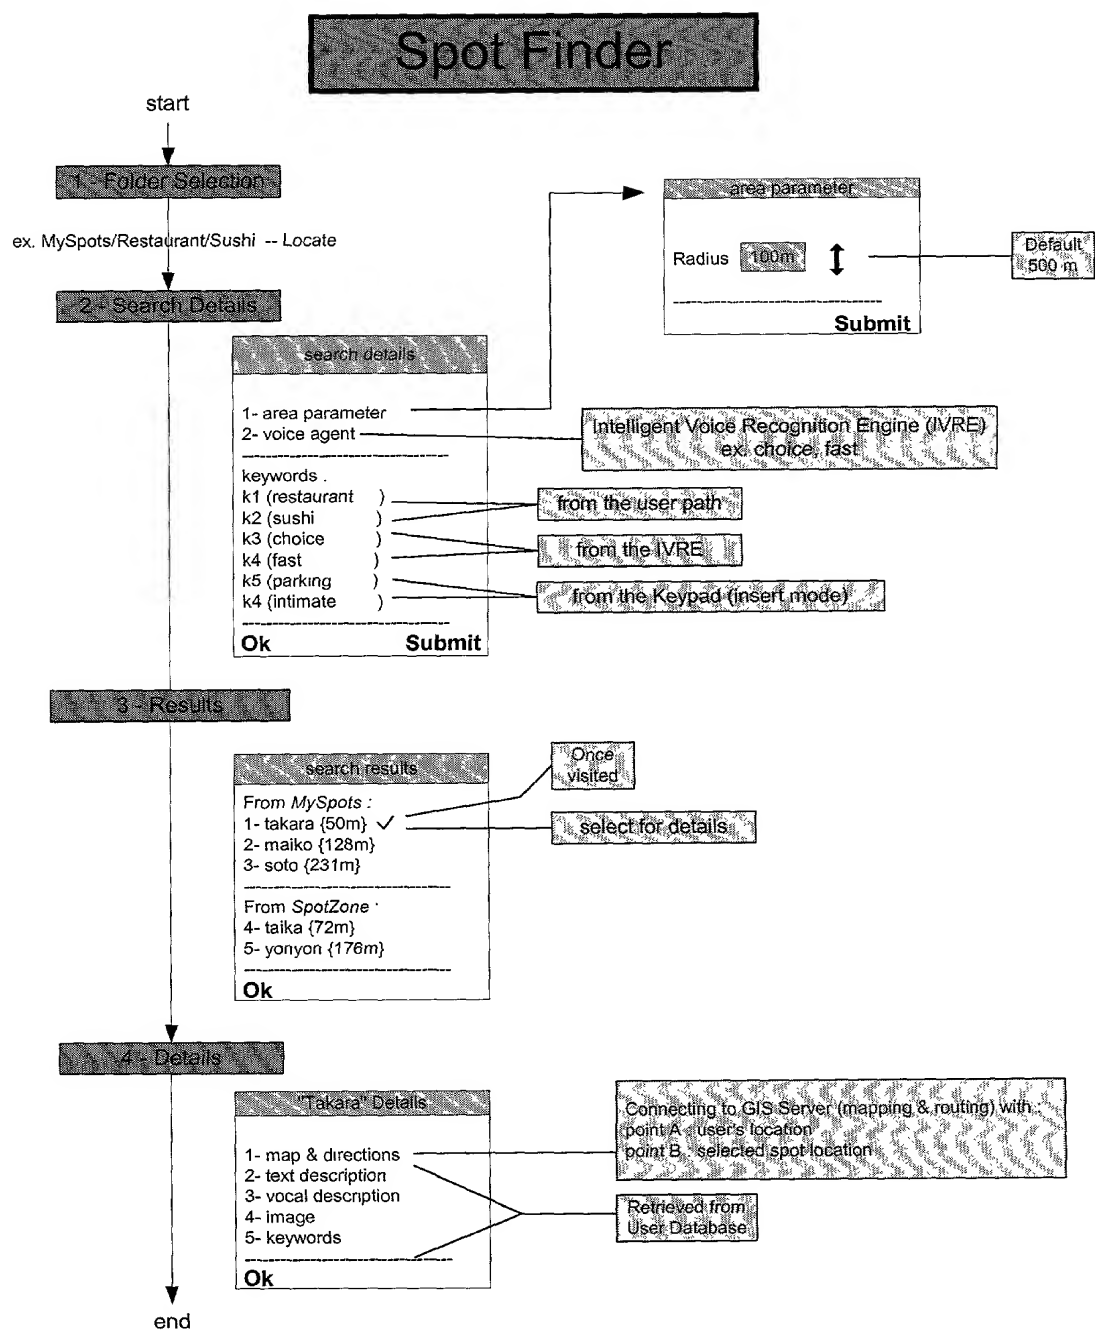 Spot Finder
start
1 - Folder Selection
ex. MySpots/Restaurant/Sushi -- Locate
2 - Search Details
area parameter
Radius 100m
Default
500 m
Submit
search details
1- area parameter
2- voice agent
Intelligent Voice Recognition Engine (IVRE)
ex. choice, fast
keywords .
k1 (restaurant )
k2 (sushi )
k3 (choice )
k4 (fast )
k5 (parking )
k4 (intimate )
from the user path
from the IVRE
from the Keypad (insert mode)
Ok Submit
3 - Results
search results
From MySpots :
1- takara {50m} ✓
2- maiko {128m}
3- soto {231m}
Once
visited
select for details
From SpotZone :
4- taika {72m}
5- yonyon {176m}
Ok
4 - Details
"Takara" Details
1- map & directions
2- text description
3- vocal description
4- image
5- keywords
Ok
Connecting to GIS Server (mapping & routing) with :
point A : user's location
point B : selected spot location
Retrieved from
User Database
end